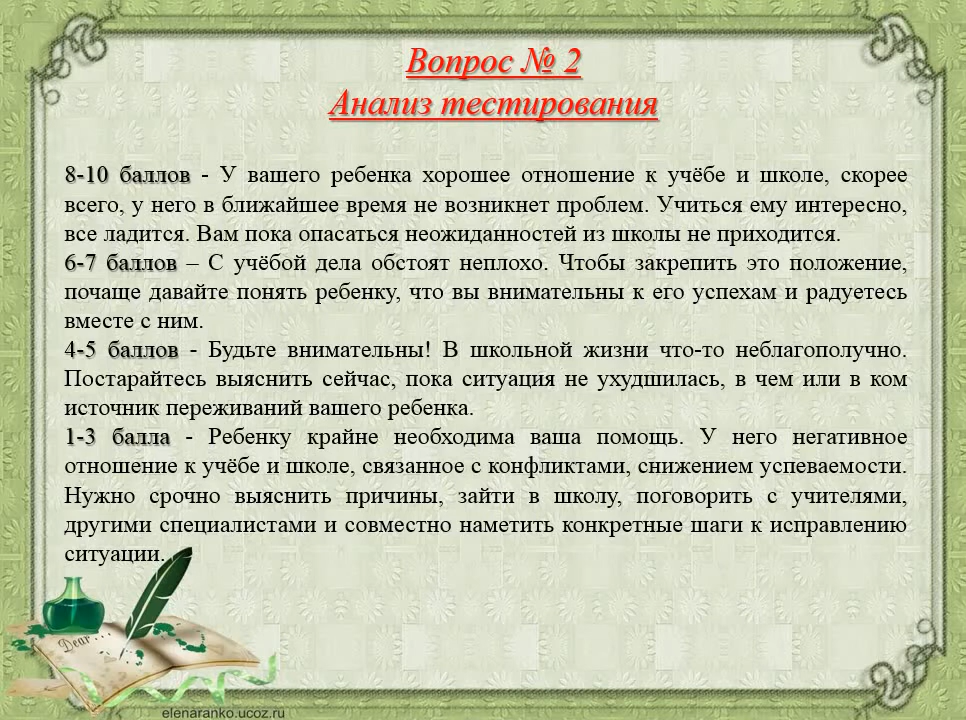 Вопрос № 2
Анализ тестирования
8-10 баллов - У вашего ребенка хорошее отношение к учёбе и школе, скорее
всего, у него в ближайшее время не возникнет проблем. Учиться ему интересно,
все ладится. Вам пока опасаться неожиданностей из школы не приходится.
6-7 баллов – С учёбой дела обстоят неплохо. Чтобы закрепить это положение,
почаще давайте понять ребенку, что вы внимательны к его успехам и радуетесь
вместе с ним.
4-5 баллов - Будьте внимательны! В школьной жизни что-то неблагополучно.
Постарайтесь выяснить сейчас, пока ситуация не ухудшилась, в чем или в ком
источник переживаний вашего ребенка.
1-3 балла - Ребенку крайне необходима ваша помощь. У него негативное
отношение к учёбе и школе, связанное с конфликтами, снижением успеваемости.
Нужно срочно выяснить причины, зайти в школу, поговорить с учителями,
другими специалистами и совместно наметить конкретные шаги к исправлению
ситуации.
Dear ...
elenaranko.ucoz.ru